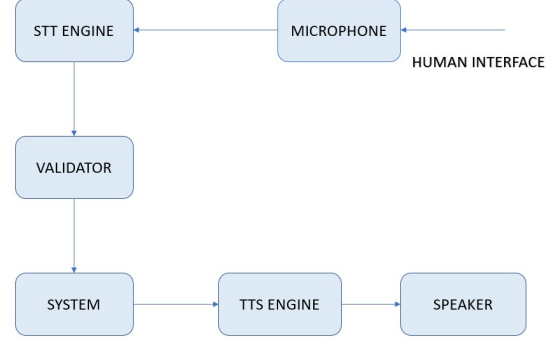 STT ENGINE
MICROPHONE
HUMAN INTERFACE
VALIDATOR
SYSTEM
TTS ENGINE
SPEAKER